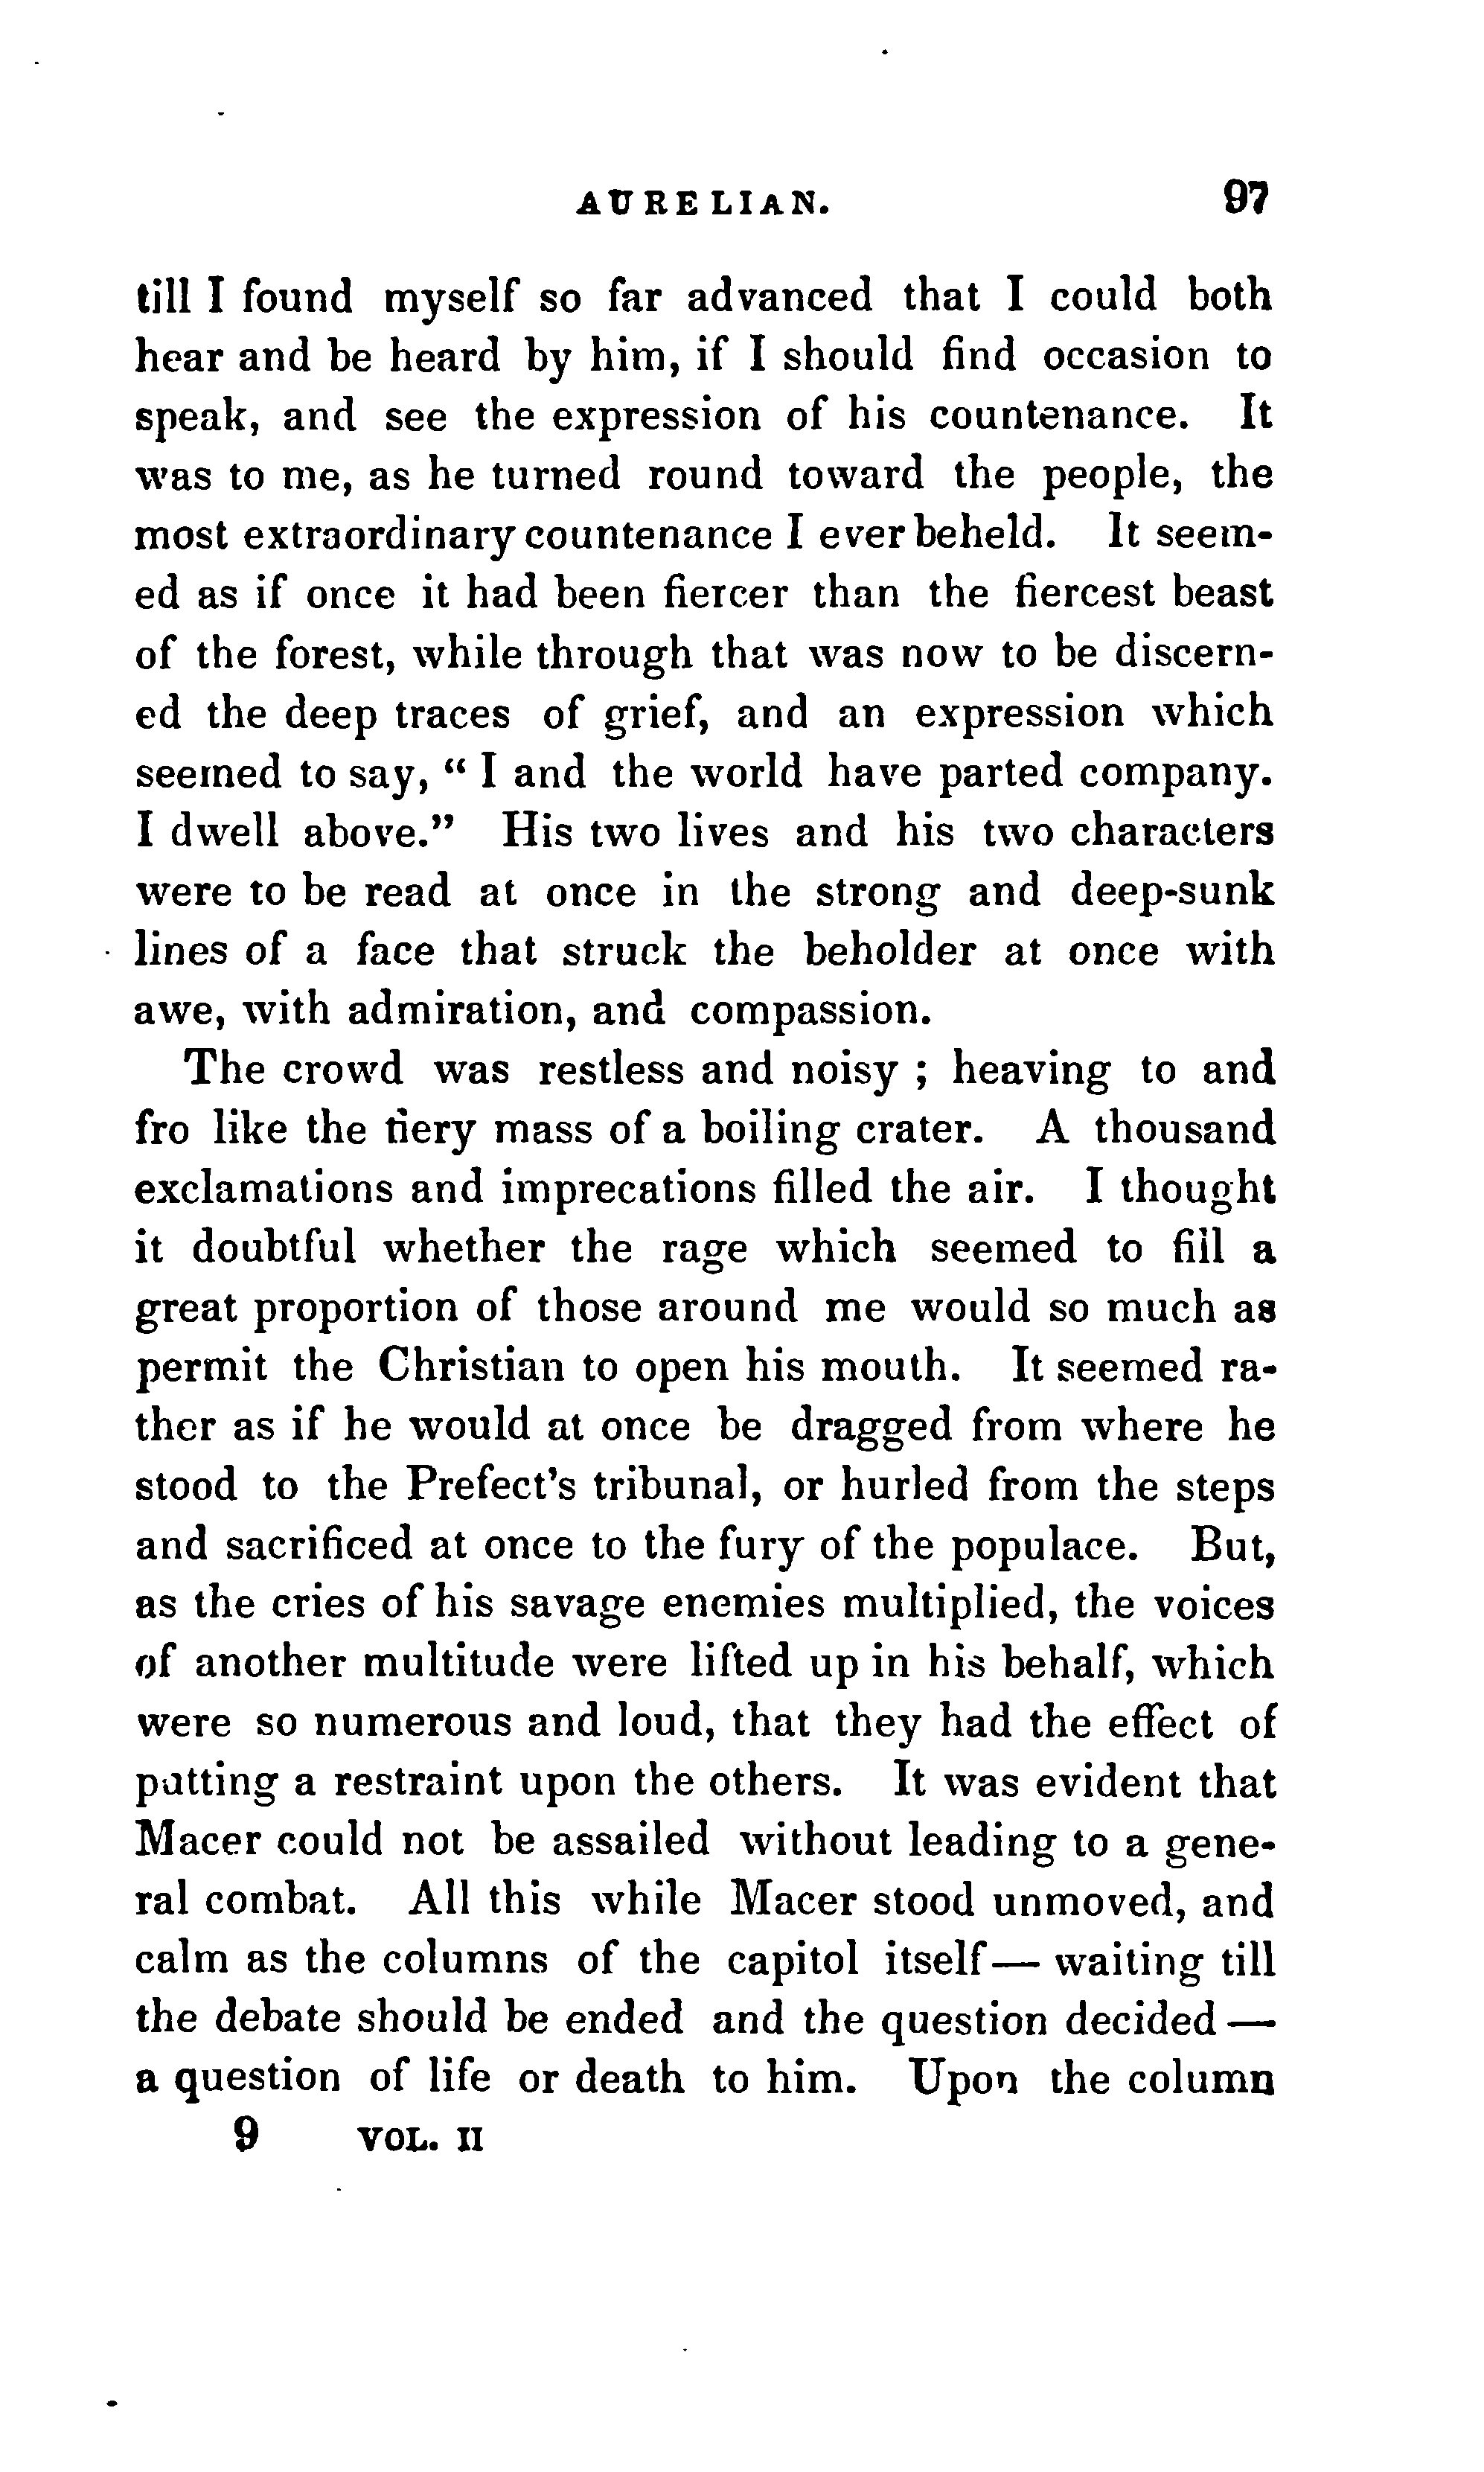 AURELIAN. 97
till I found myself so far advanced that I could both
hear and be heard by him, if I should find occasion to
speak, and see the expression of his countenance. It
was to me, as he turned round toward the people, the
most extraordinary countenance I ever beheld. It seem-
ed as if once it had been fiercer than the fiercest beast
of the forest, while through that was now to be discern-
ed the deep traces of grief, and an expression which
seemed to say, “ I and the world have parted company.
I dwell above.” His two lives and his two characters
were to be read at once in the strong and deep-sunk
lines of a face that struck the beholder at once with
awe, with admiration, and compassion.
The crowd was restless and noisy ; heaving to and
fro like the fiery mass of a boiling crater. A thousand
exclamations and imprecations filled the air. I thought
it doubtful whether the rage which seemed to fill a
great proportion of those around me would so much as
permit the Christian to open his mouth. It seemed ra-
ther as if he would at once be dragged from where he
stood to the Prefect's tribunal, or hurled from the steps
and sacrificed at once to the fury of the populace. But,
as the cries of his savage enemies multiplied, the voices
of another multitude were lifted up in his behalf, which
were so numerous and loud, that they had the effect of
putting a restraint upon the others. It was evident that
Macer could not be assailed without leading to a gene-
ral combat. All this while Macer stood unmoved, and
calm as the columns of the capitol itself — waiting till
the debate should be ended and the question decided —
a question of life or death to him. Upon the column
9 VOL. II